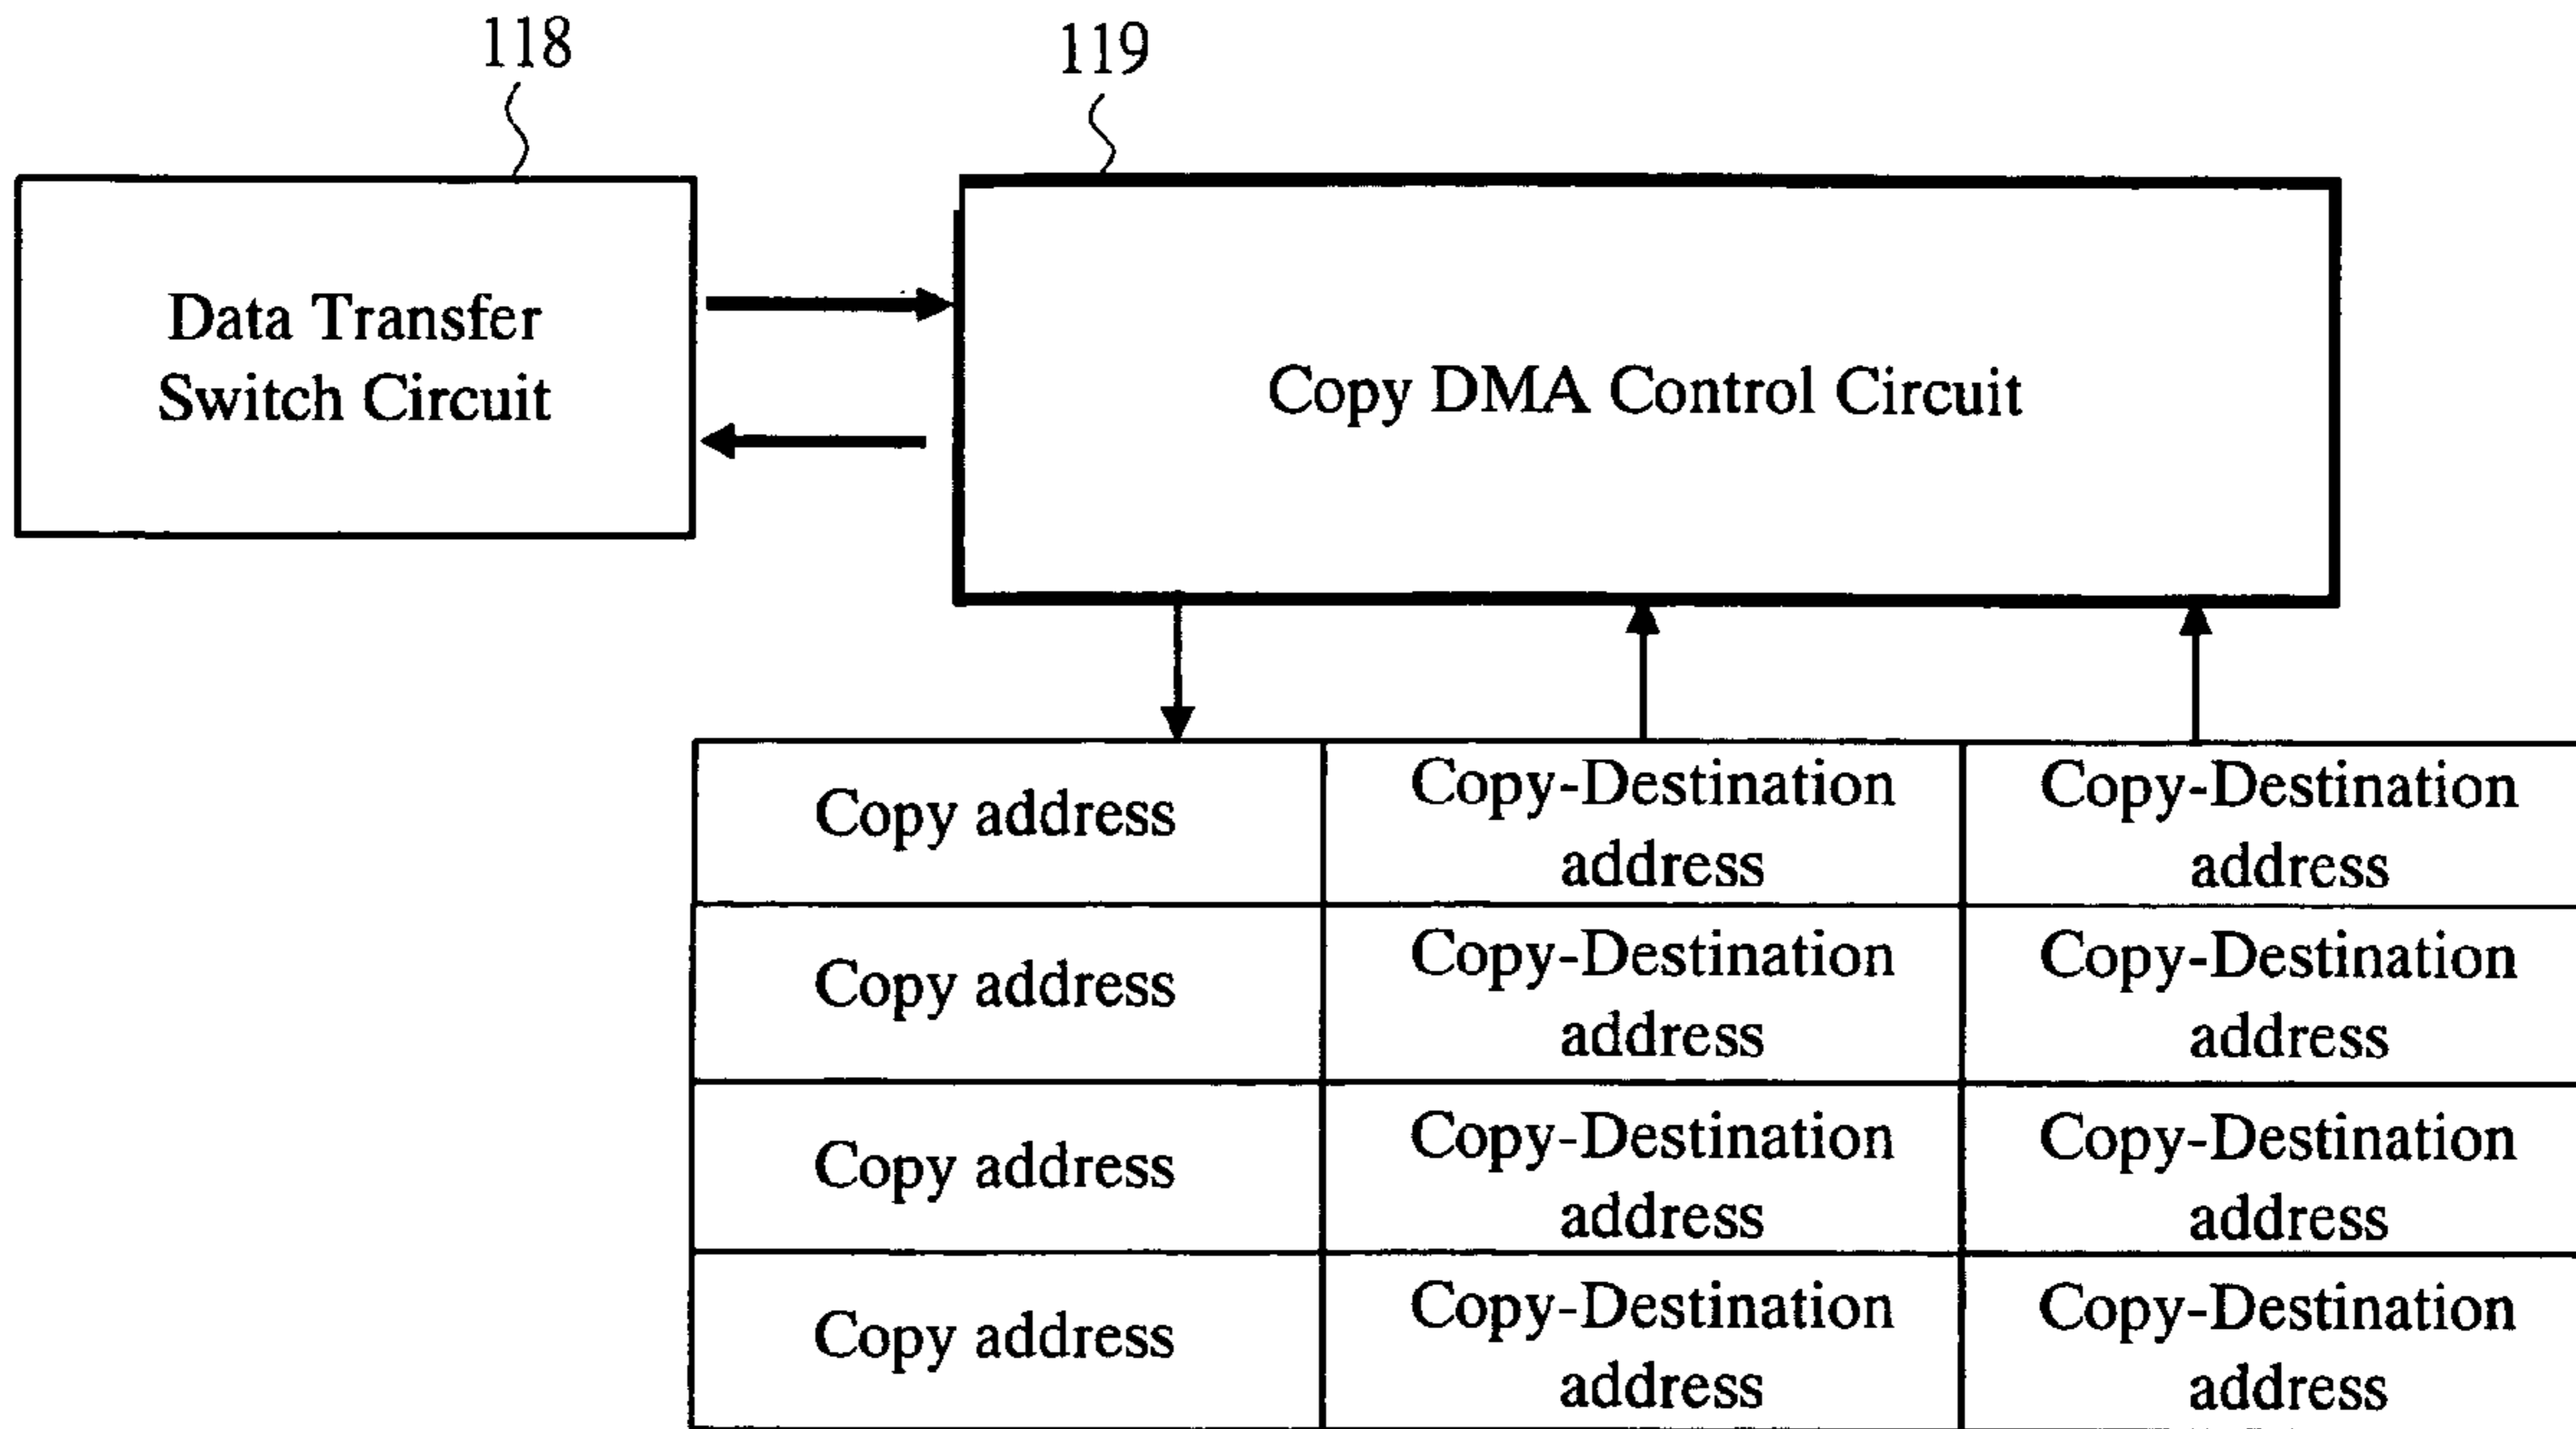 118
119
Data Transfer
Switch Circuit
Copy DMA Control Circuit
Copy address
Copy-Destination
address
Copy-Destination
address
Copy address
Copy-Destination
address
Copy-Destination
address
Copy address
Copy-Destination
address
Copy-Destination
address
Copy address
Copy-Destination
address
Copy-Destination
address